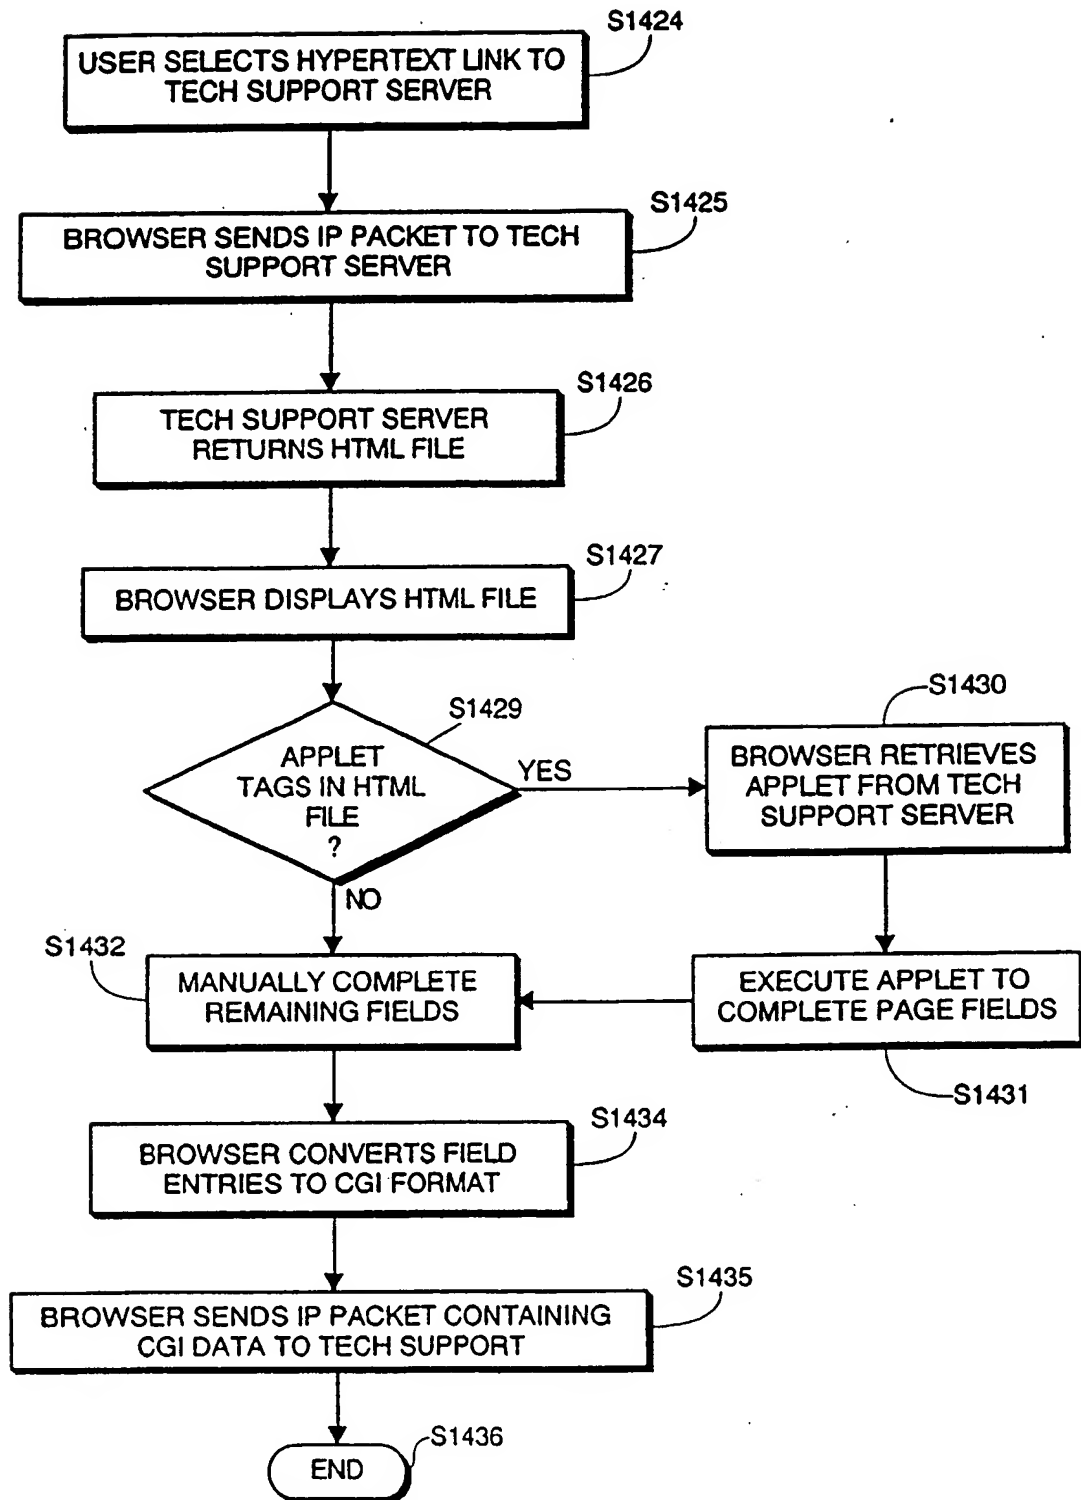 S1424
USER SELECTS HYPERTEXT LINK TO
TECH SUPPORT SERVER
S1425
BROWSER SENDS IP PACKET TO TECH
SUPPORT SERVER
S1426
TECH SUPPORT SERVER
RETURNS HTML FILE
S1427
BROWSER DISPLAYS HTML FILE
S1429
APPLET
TAGS IN HTML
FILE
?
YES
NO
S1430
BROWSER RETRIEVES
APPLET FROM TECH
SUPPORT SERVER
EXECUTE APPLET TO
COMPLETE PAGE FIELDS
S1431
S1432
MANUALLY COMPLETE
REMAINING FIELDS
S1434
BROWSER CONVERTS FIELD
ENTRIES TO CGI FORMAT
S1435
BROWSER SENDS IP PACKET CONTAINING
CGI DATA TO TECH SUPPORT
S1436
END